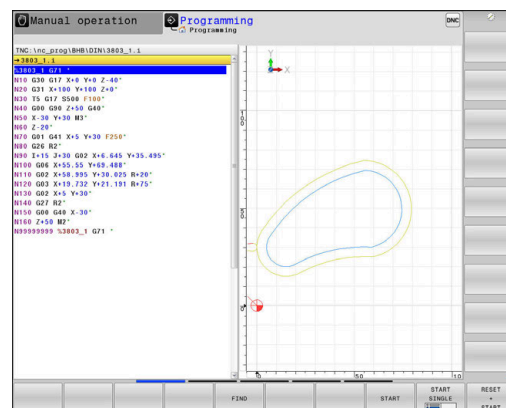 Manual operation
Programming
Programming
DNC
TNC:\nc_prog\BHB\DIN\3803_1.i
→3803_1.i
%3803_1 G71 *
N10 G30 G17 X+0 Y+0 Z-40*
N20 G31 X+100 Y+100 Z+0*
N30 T5 G17 S500 F100*
N40 G00 G90 Z+50 G40*
N50 X-30 Y+30 M3*
N60 Z-20*
N70 G01 G41 X+5 Y+30 F250*
N80 G26 R2*
N90 I+15 J+30 G02 X+6.645 Y+35.495*
N100 G06 X+55.55 Y+69.488*
N110 G02 X+58.995 Y+30.025 R+20*
N120 G03 X+19.732 Y+21.191 R+75*
N130 G02 X+5 Y+30*
N140 G27 R2*
N150 G00 G40 X-30*
N160 Z+50 M2*
N99999999 %3803_1 G71 *
Y
X
100
50
0
0
50
10
FIND
START
START
SINGLE
RESET
+
START